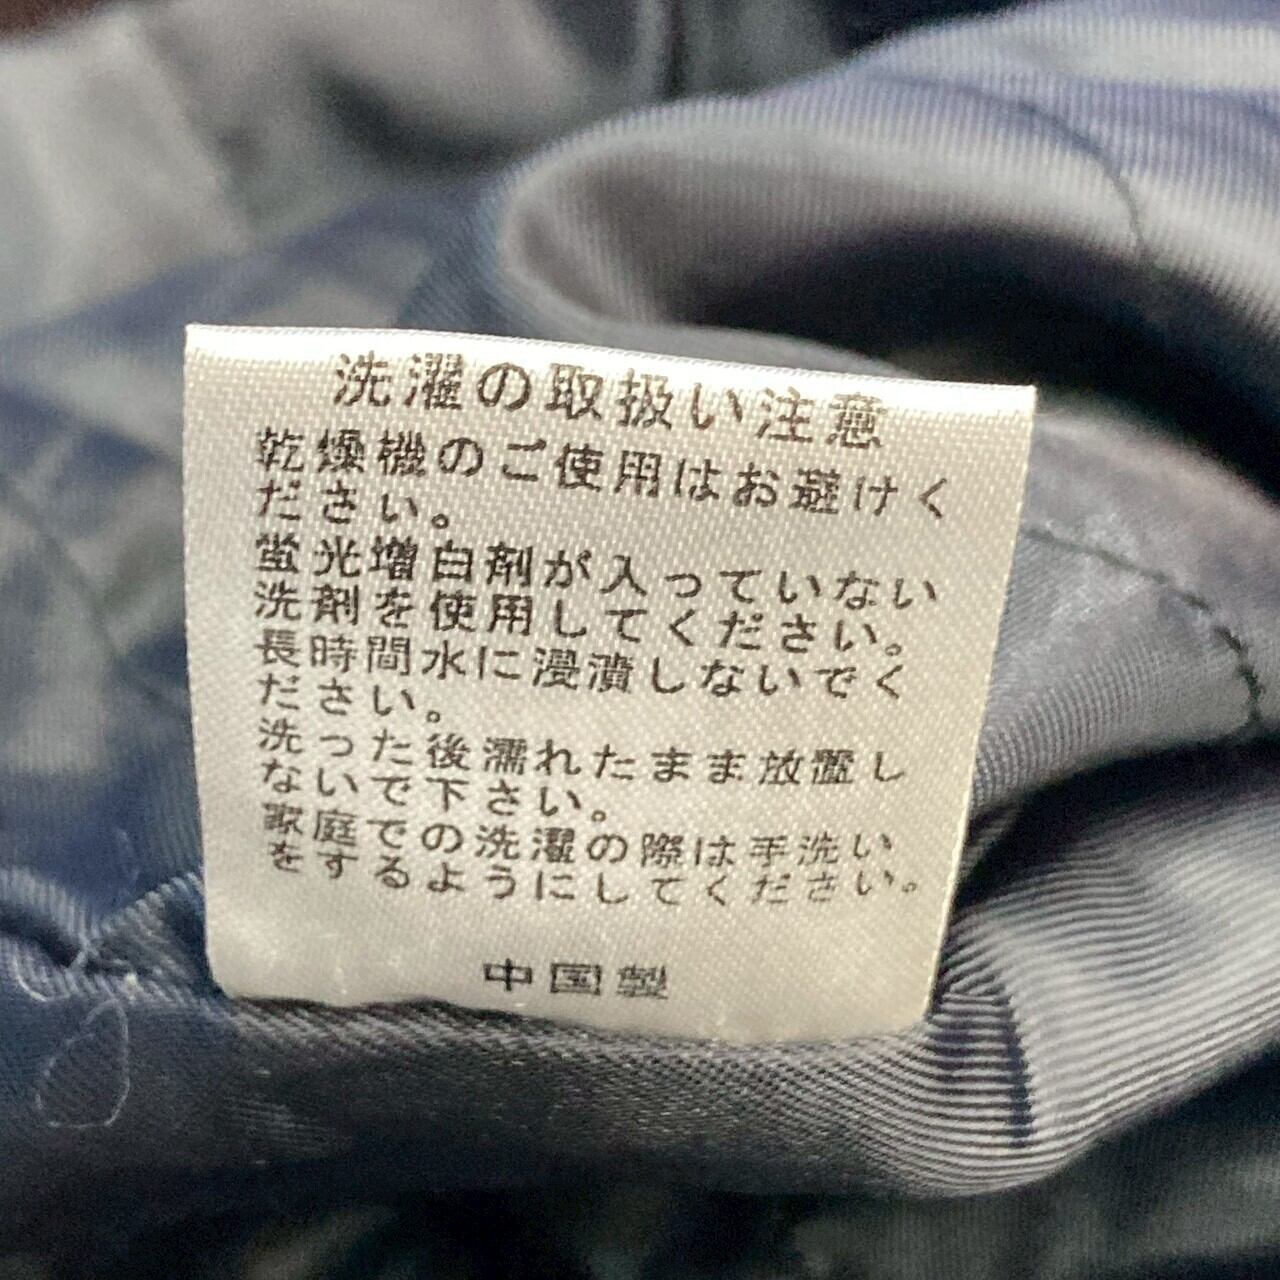 洗濯の取扱い注意
乾燥機のご使用はお避けく
ださい。
蛍光増白剤が入っていない
洗剤を使用してください。
長時間水に浸漬しないでく
ださい。
洗った後濡れたまま放置し
ないで下さい。
家庭での洗濯の際は手洗い
をするようにしてください。
中国製